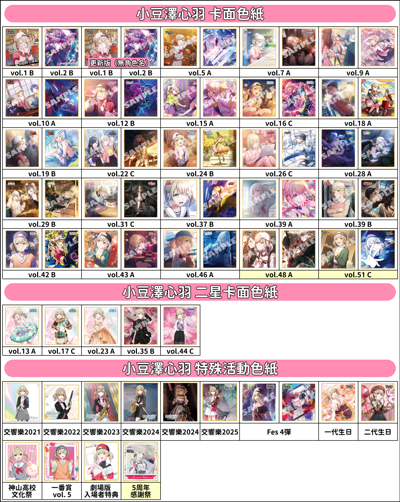 小豆澤心羽 卡面色紙
更新版（無角色名）
vol.1 B vol.2 B vol.1 B vol.2 B vol.5 A vol.7 A vol.9 A
vol.10 A vol.12 B vol.15 A vol.16 C vol.18 A
vol.19 B vol.22 C vol.24 B vol.26 C vol.28 A
vol.29 B vol.31 C vol.37 B vol.39 A vol.39 B
vol.42 B vol.43 A vol.46 A vol.48 A vol.51 C
小豆澤心羽 二星卡面色紙
vol.13 A vol.17 C vol.23 A vol.35 B vol.44 C
小豆澤心羽 特殊活動色紙
交響樂2021 交響樂2022 交響樂2023 交響樂2024 交響樂2024 交響樂2025 Fes 4彈 一代生日 二代生日
神山高校 一番賞 劇場版 5周年
文化祭 vol. 5 入場者特典 感謝祭